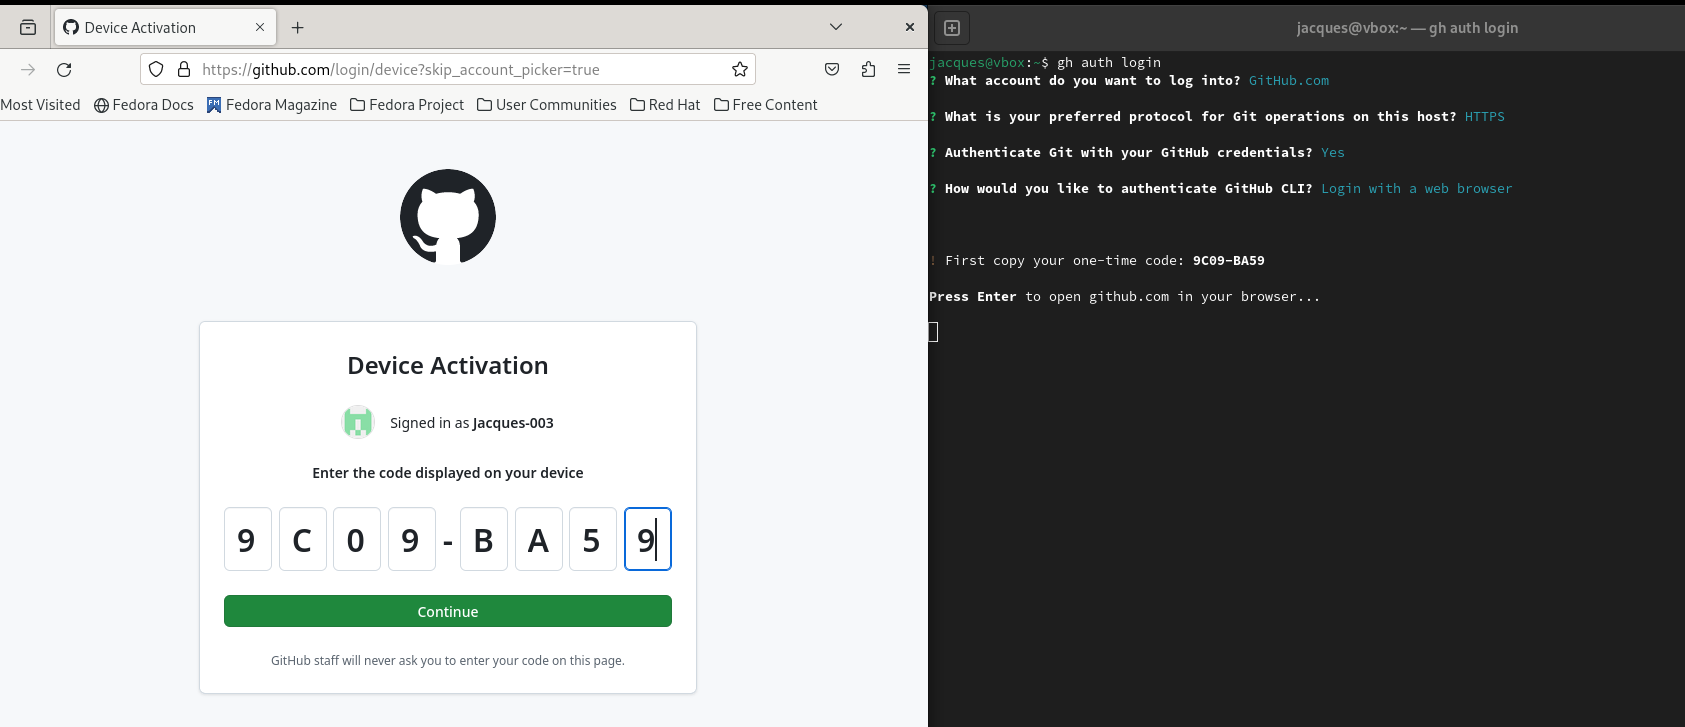 Device Activation
https://github.com/login/device?skip_account_picker=true
Most Visited Fedora Docs Fedora Magazine Fedora Project User Communities Red Hat Free Content
Device Activation
Signed in as Jacques-003
Enter the code displayed on your device
9 C 0 9 - B A 5 9
Continue
GitHub staff will never ask you to enter your code on this page.
jacques@vbox:~ — gh auth login
jacques@vbox:~$ gh auth login
? What account do you want to log into? GitHub.com
? What is your preferred protocol for Git operations on this host? HTTPS
? Authenticate Git with your GitHub credentials? Yes
? How would you like to authenticate GitHub CLI? Login with a web browser
! First copy your one-time code: 9C09-BA59
Press Enter to open github.com in your browser...